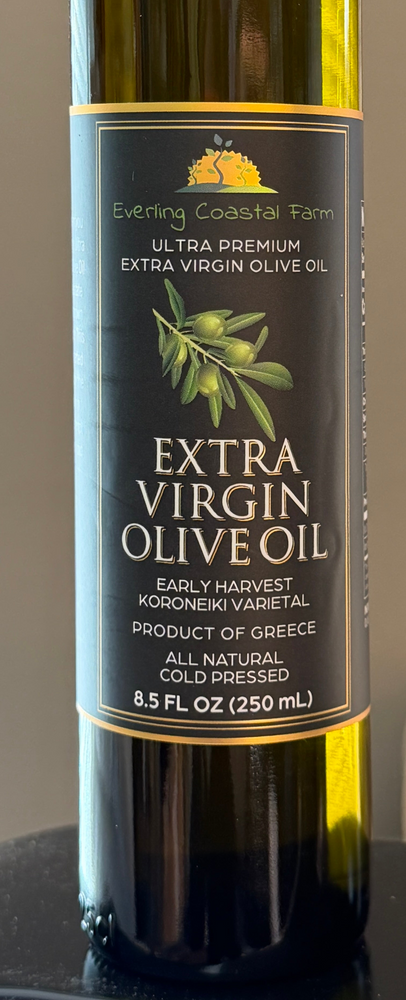 Everling Coastal Farm
ULTRA PREMIUM
EXTRA VIRGIN OLIVE OIL
EXTRA
VIRGIN
OLIVE OIL
EARLY HARVEST
KORONEIKI VARIETAL
PRODUCT OF GREECE
ALL NATURAL
COLD PRESSED
8.5 FL OZ (250 mL)